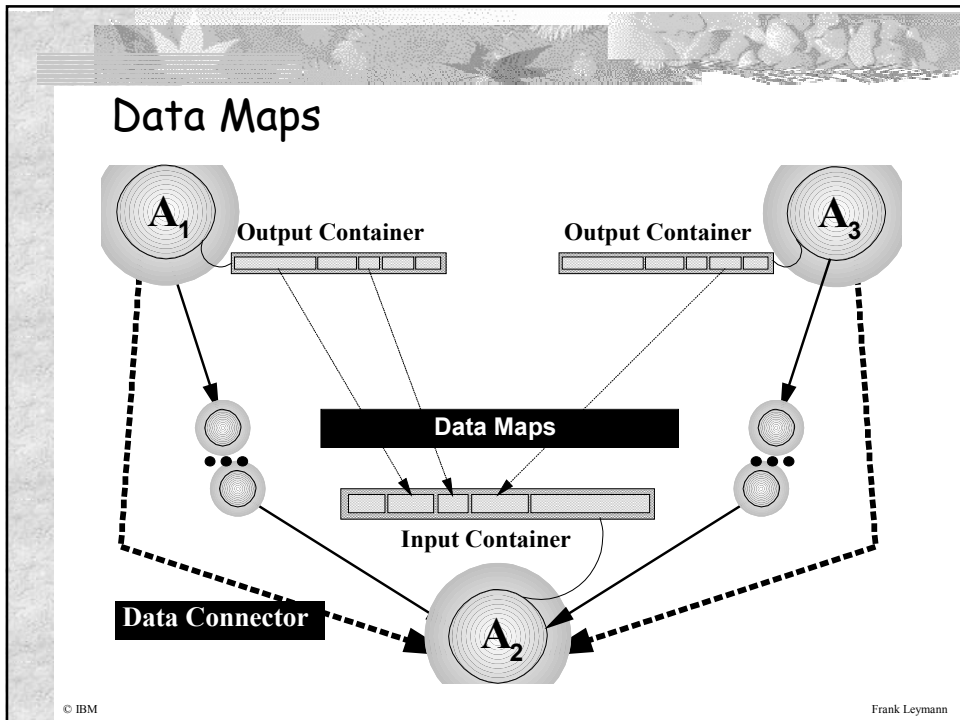 Data Maps
A1
A3
Output Container
Output Container
Data Maps
Input Container
Data Connector
A2
© IBM
Frank Leymann